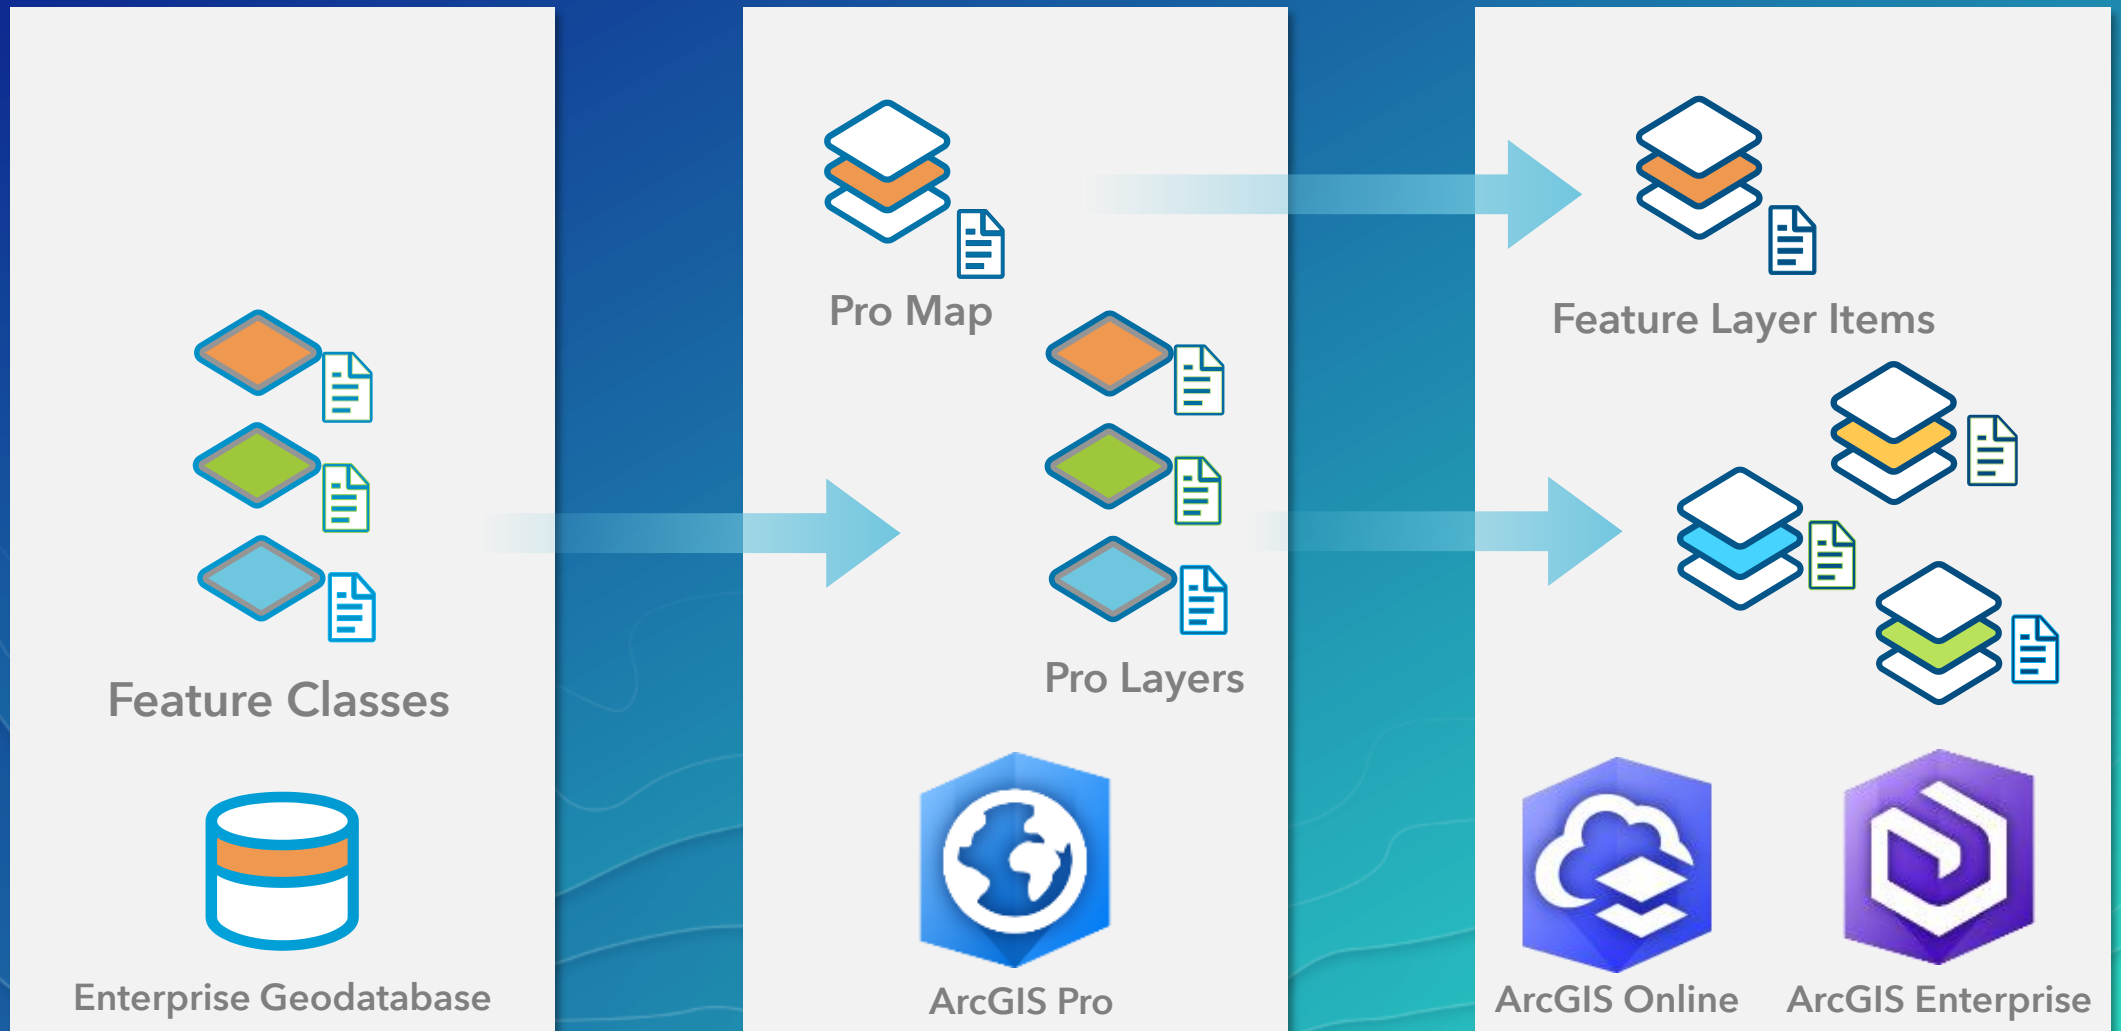 Feature Classes
Enterprise Geodatabase
Pro Map
Pro Layers
ArcGIS Pro
Feature Layer Items
ArcGIS Online
ArcGIS Enterprise